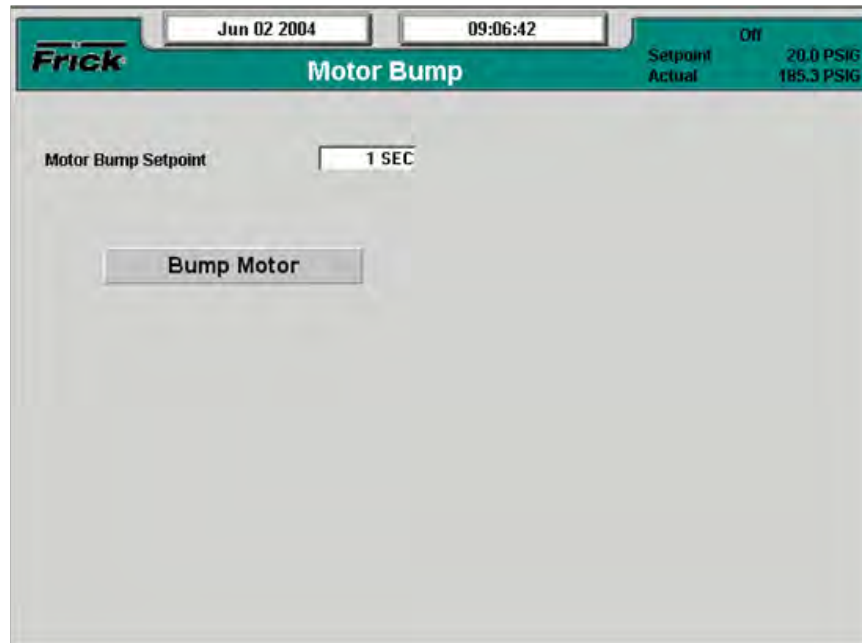 Jun 02 2004 09:06:42 Off
Frick Setpoint 20.0 PSIG
Motor Bump Actual 185.3 PSIG
Motor Bump Setpoint 1 SEC
Bump Motor